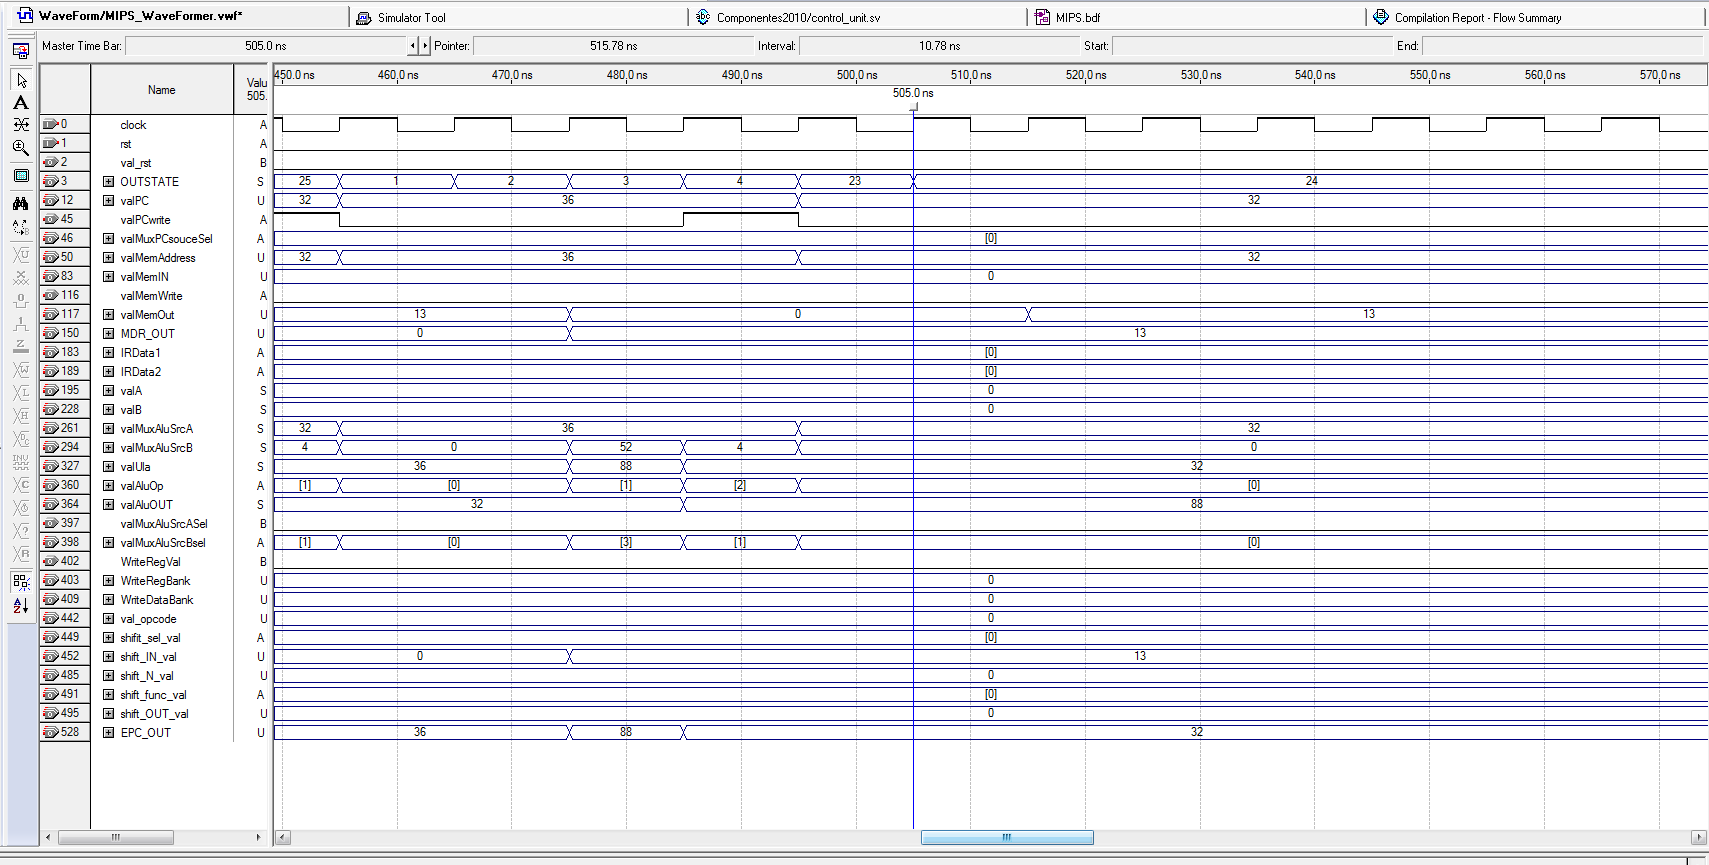 WaveForm/MIPS_WaveFormer.vwf*
Simulator Tool
Componentes2010/control_unit.sv
MIPS.bdf
Compilation Report - Flow Summary
Master Time Bar: 505.0 ns Pointer: 515.78 ns Interval: 10.78 ns Start: End:
Name Valu 505.
450.0 ns 460.0 ns 470.0 ns 480.0 ns 490.0 ns 500.0 ns 510.0 ns 520.0 ns 530.0 ns 540.0 ns 550.0 ns 560.0 ns 570.0 ns
505.0 ns
0 clock A
1 rst A
2 val_rst B
3 OUTSTATE S 25 1 2 3 4 23 24
12 valPC U 32 36 32
45 valPCwrite A
46 valMuxPCsouceSel A [0]
50 valMemAddress U 32 36 32
83 valMemIN U 0
116 valMemWrite A
117 valMemOut U 13 0 13
150 MDR_OUT U 0 13
183 IRData1 A [0]
189 IRData2 A [0]
195 valA S 0
228 valB S 0
261 valMuxAluSrcA S 32 36 32
294 valMuxAluSrcB S 4 0 52 4 0
327 valUla S 36 88 32
360 valAluOp A [1] [0] [1] [2] [0]
364 valAluOUT S 32 88
397 valMuxAluSrcASel B
398 valMuxAluSrcBsel A [1] [0] [3] [1] [0]
402 WriteRegVal B
403 WriteRegBank U 0
409 WriteDataBank U 0
442 val_opcode U 0
449 shifit_sel_val A [0]
452 shift_IN_val U 0 13
485 shift_N_val U 0
491 shift_func_val A [0]
495 shift_OUT_val U 0
528 EPC_OUT U 36 88 32